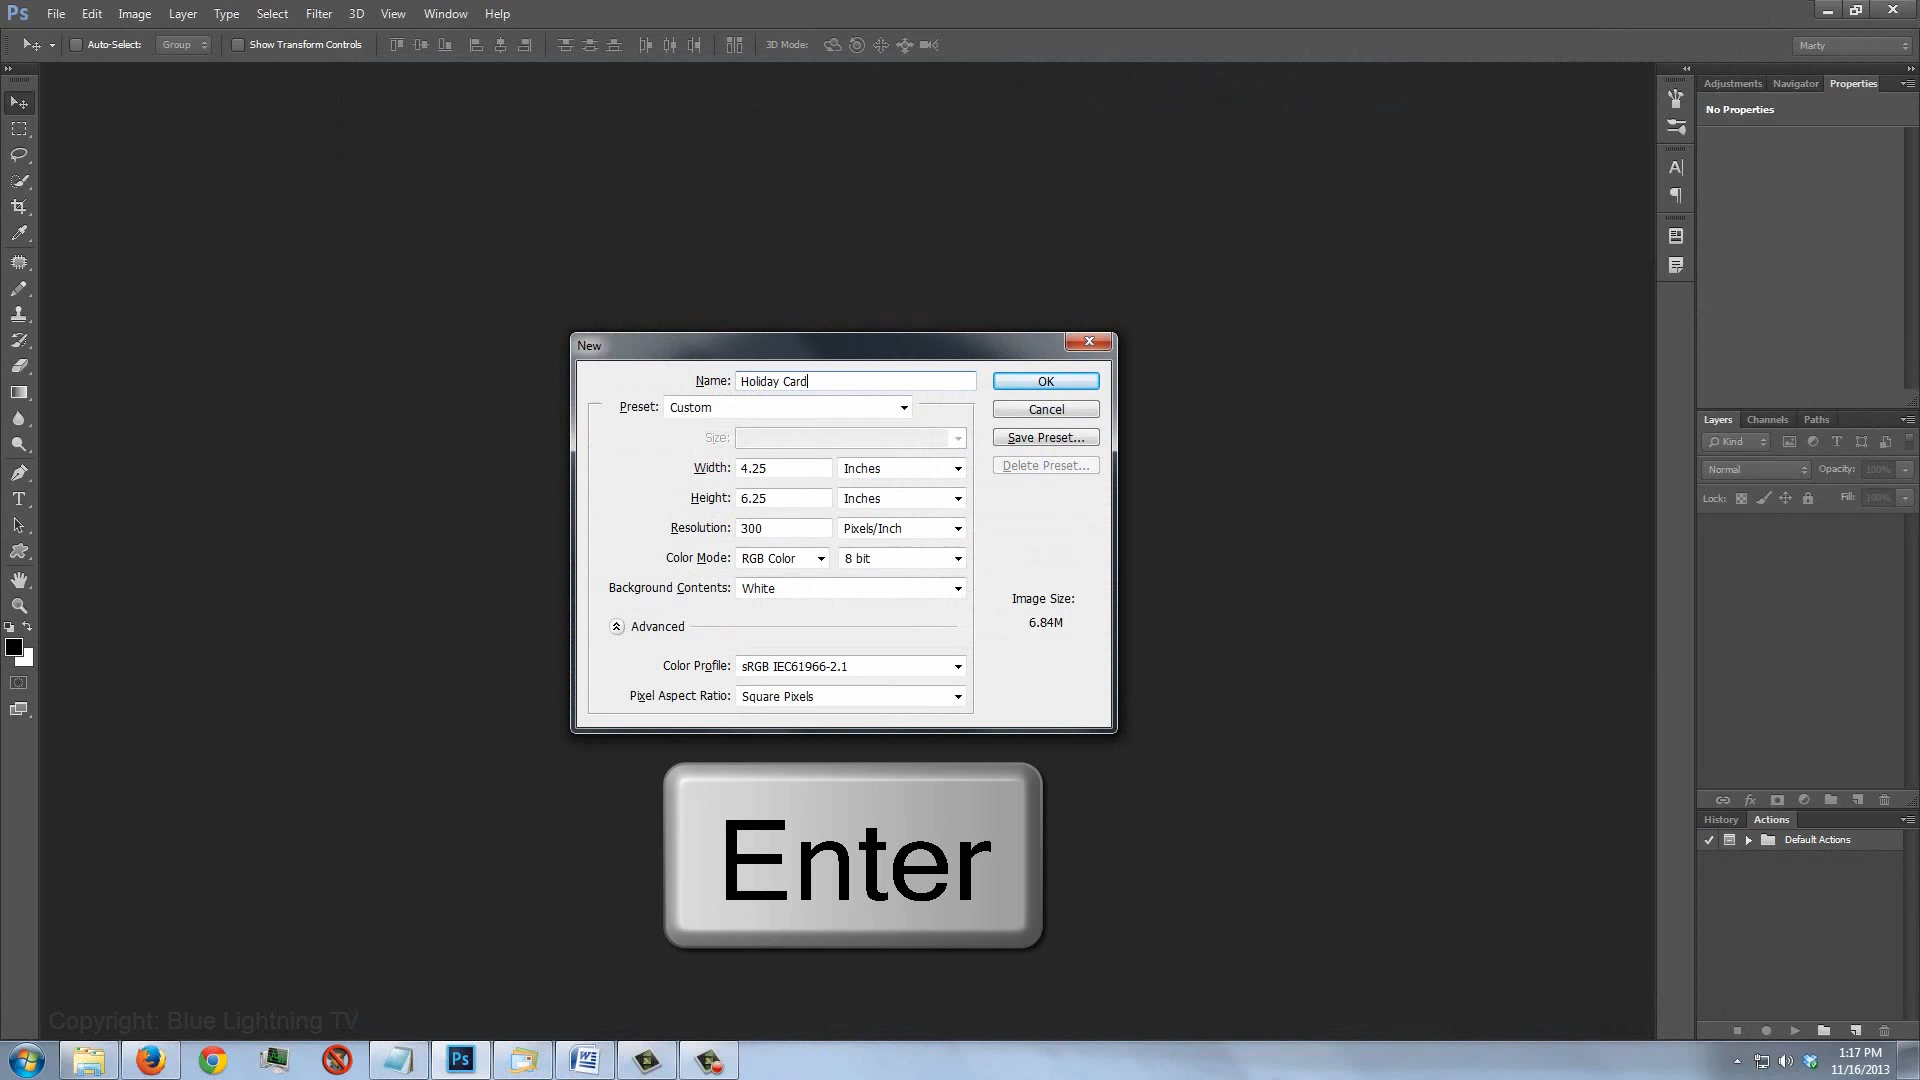 Ps File Edit Image Layer Type Select Filter 3D View Window Help
Auto-Select: Group Show Transform Controls 3D Mode: Marty
Adjustments Navigator Properties
No Properties
New
Name: Holiday Card
OK
Preset: Custom
Cancel
Size:
Save Preset...
Width: 4.25 Inches
Delete Preset...
Height: 6.25 Inches
Resolution: 300 Pixels/Inch
Color Mode: RGB Color 8 bit
Background Contents: White
Image Size:
6.84M
Advanced
Color Profile: sRGB IEC61966-2.1
Pixel Aspect Ratio: Square Pixels
Layers Channels Paths
Kind
Normal Opacity: 100%
Lock: Fill: 100%
History Actions
Default Actions
Enter
Copyright: Blue Lightning TV
Ps
1:17 PM
11/16/2013